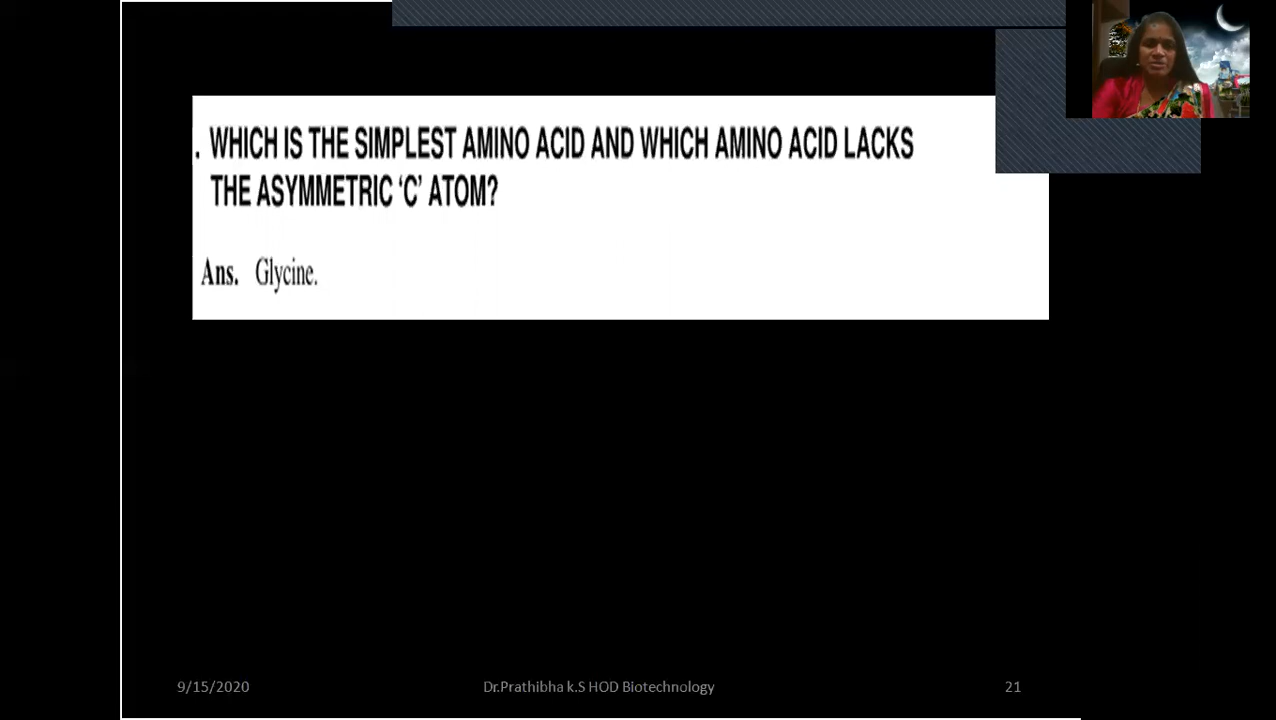 . WHICH IS THE SIMPLEST AMINO ACID AND WHICH AMINO ACID LACKS
THE ASYMMETRIC ‘C’ ATOM?
Ans. Glycine.
9/15/2020
Dr.Prathibha k.S HOD Biotechnology
21